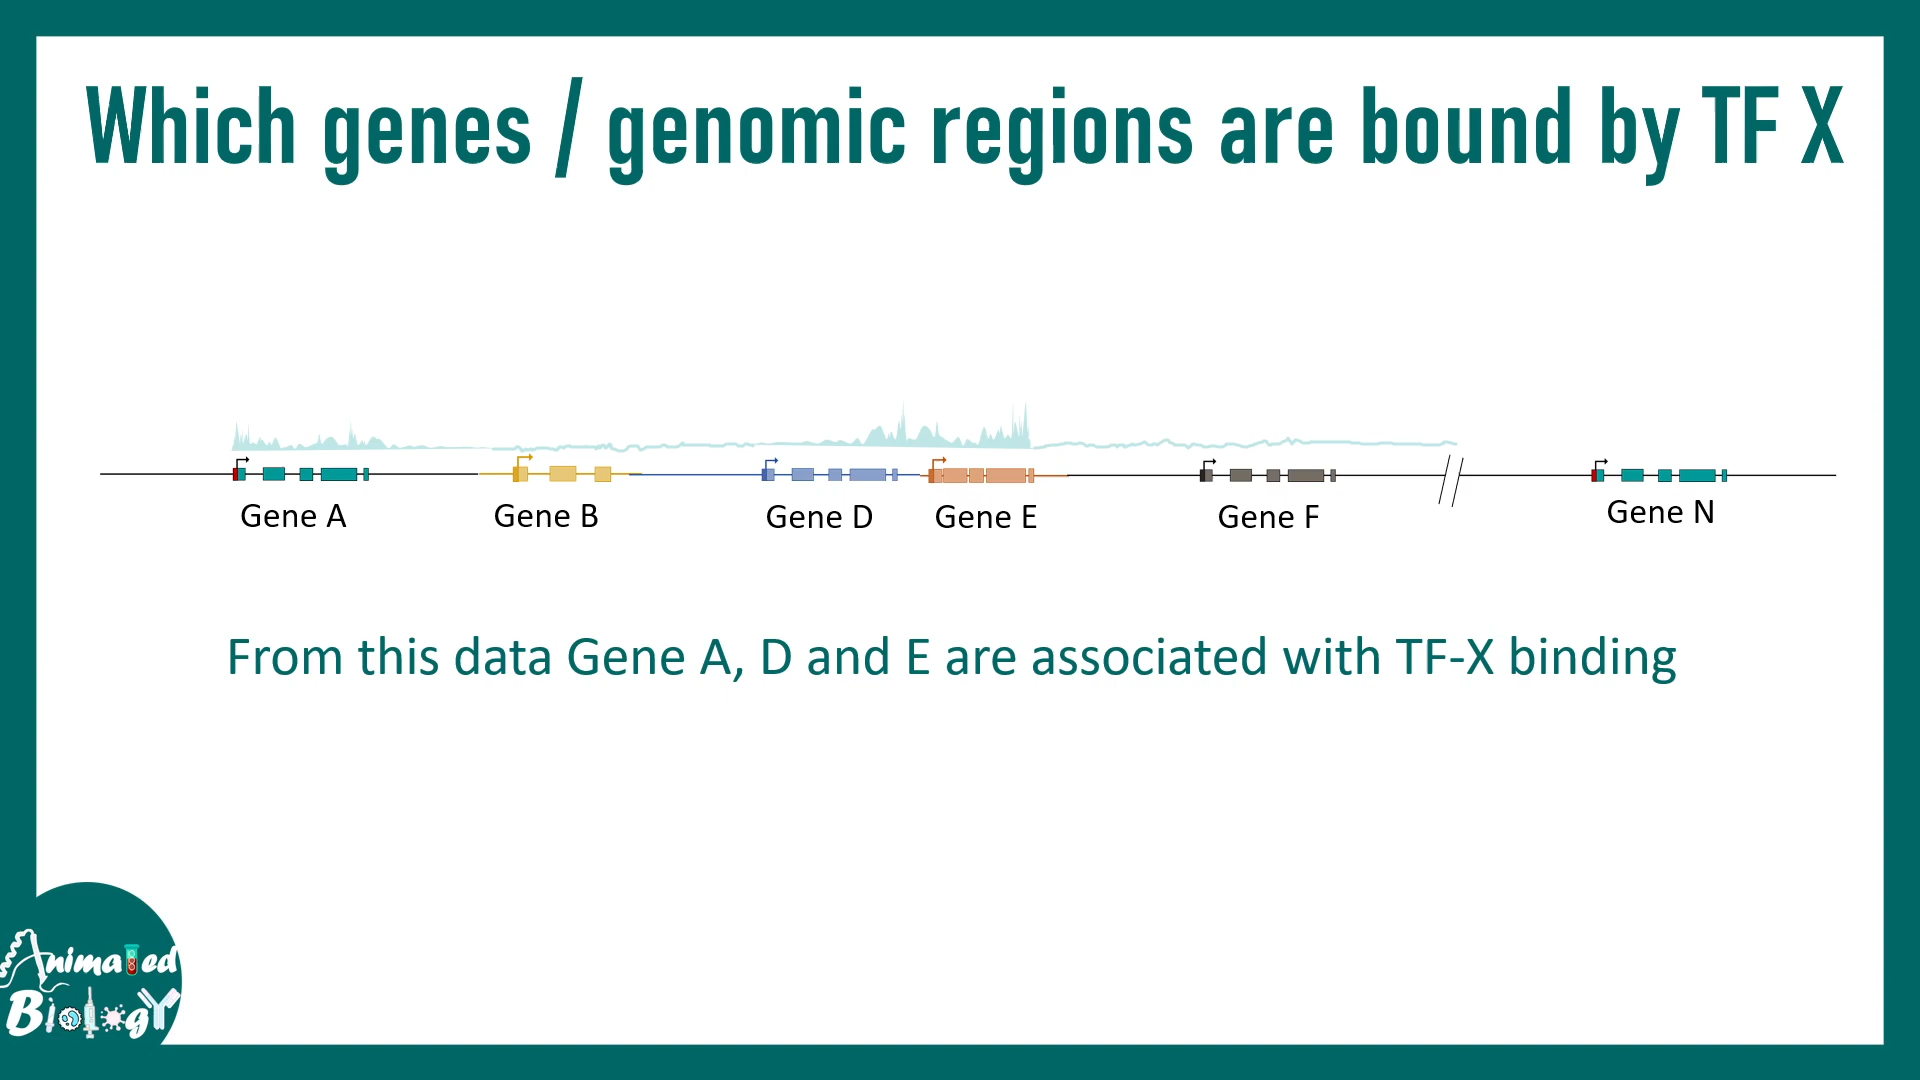 Which genes / genomic regions are bound by TF X
Gene A
Gene B
Gene D
Gene E
Gene F
Gene N
From this data Gene A, D and E are associated with TF-X binding
Animated
Biology